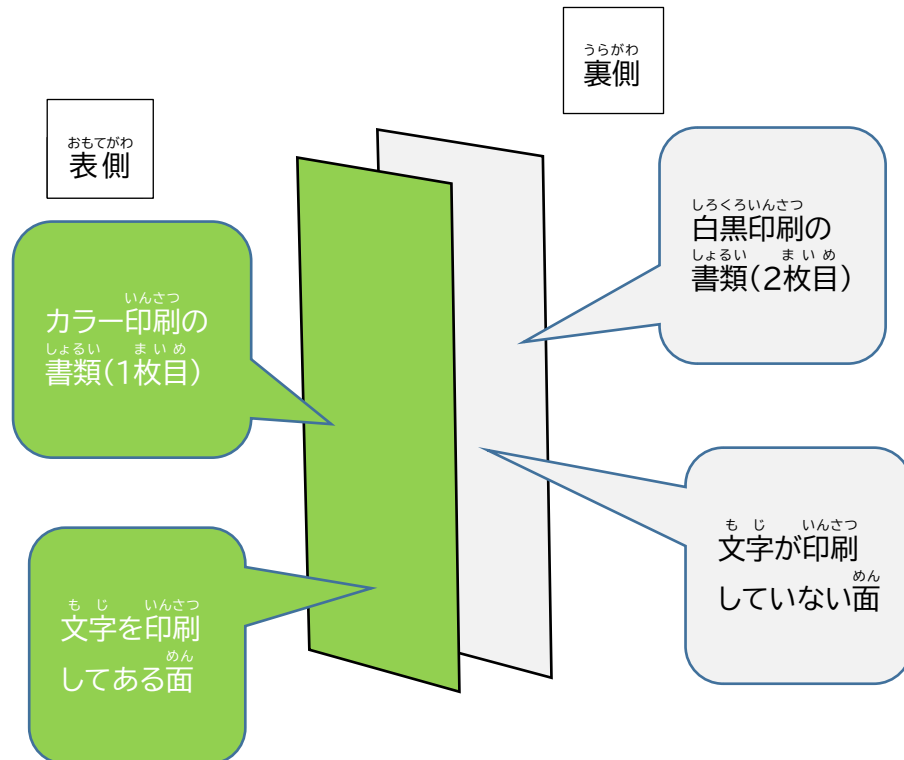 うらがわ
裏側
おもてがわ
表側
しろくろいんさつ
白黒印刷の
しょるい まいめ
書類(2枚目)
いんさつ
カラー印刷の
しょるい まいめ
書類(1枚目)
もじ いんさつ
文字が印刷
めん
していない面
もじ いんさつ
文字を印刷
めん
してある面